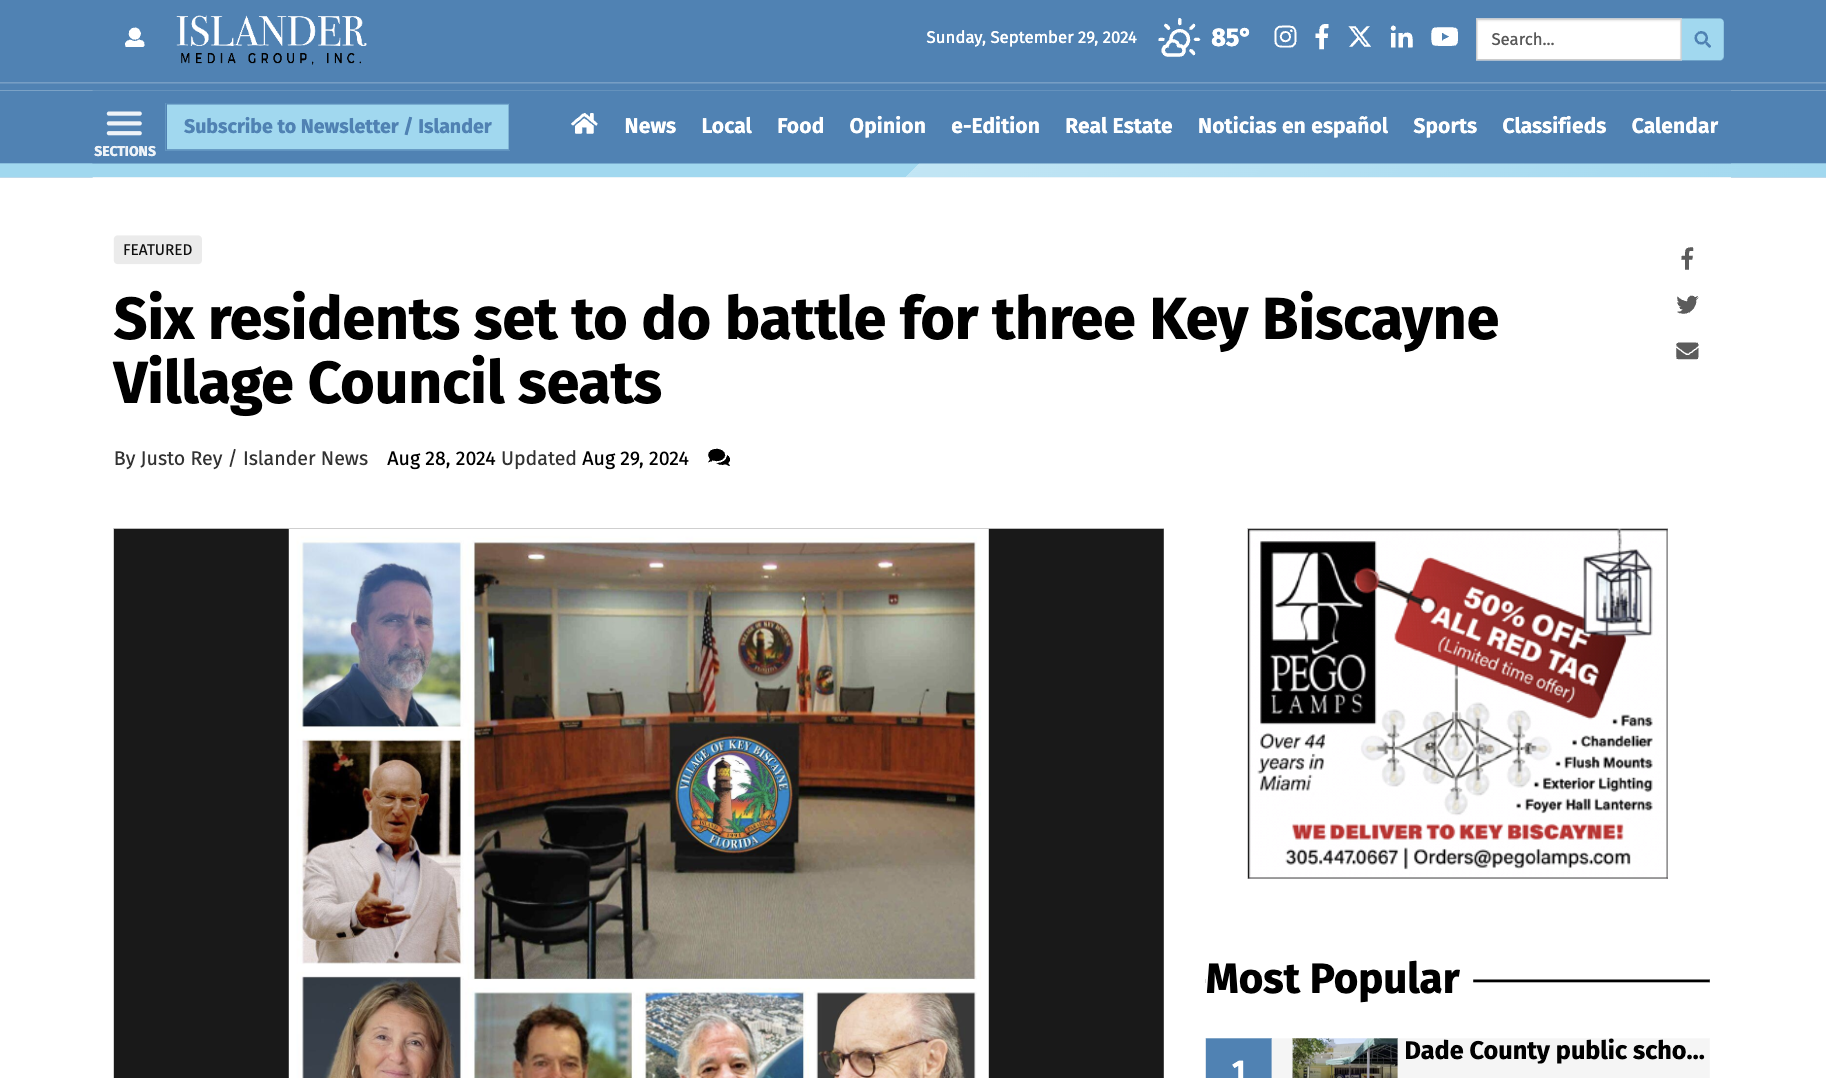 ISLANDER
MEDIA GROUP, INC.
Sunday, September 29, 2024
85°
Search...
SECTIONS
Subscribe to Newsletter / Islander
News
Local
Food
Opinion
e-Edition
Real Estate
Noticias en español
Sports
Classifieds
Calendar
FEATURED
Six residents set to do battle for three Key Biscayne
Village Council seats
By Justo Rey / Islander News Aug 28, 2024 Updated Aug 29, 2024
VILLAGE OF KEY BISCAYNE
FLORIDA
PEGO
LAMPS
50% OFF
ALL RED TAG
(Limited time offer)
Over 44
years in
Miami
• Fans
• Chandelier
• Flush Mounts
• Exterior Lighting
• Foyer Hall Lanterns
WE DELIVER TO KEY BISCAYNE!
305.447.0667 | Orders@pegolamps.com
Most Popular
1
Dade County public scho...